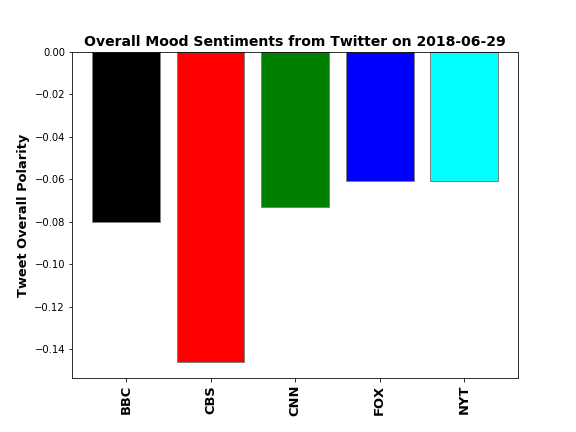 Overall Mood Sentiments from Twitter on 2018-06-29
Tweet Overall Polarity
0.00
−0.02
−0.04
−0.06
−0.08
−0.10
−0.12
−0.14
BBC
CBS
CNN
FOX
NYT